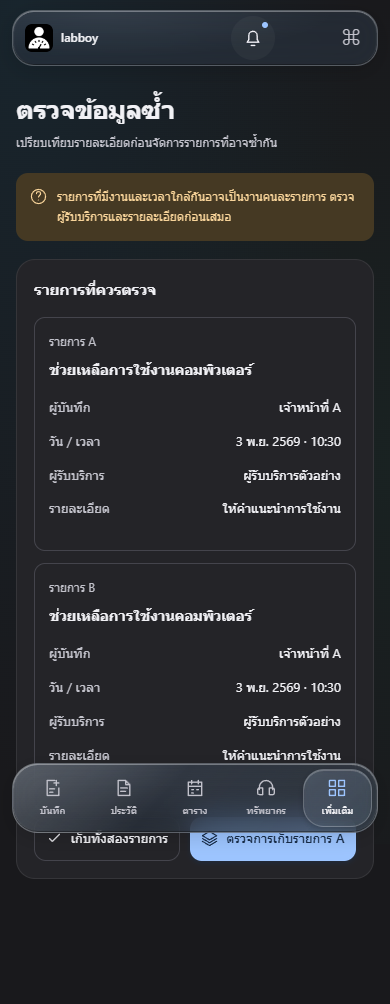 labboy
ตรวจข้อมูลซ้ำ
เปรียบเทียบรายละเอียดก่อนจัดการรายการที่อาจซ้ำกัน
รายการที่มีงานและเวลาใกล้กันอาจเป็นงานคนละรายการ ตรวจ
ผู้รับบริการและรายละเอียดก่อนเสมอ
รายการที่ควรตรวจ
รายการ A
ช่วยเหลือการใช้งานคอมพิวเตอร์
ผู้บันทึก เจ้าหน้าที่ A
วัน / เวลา 3 พ.ย. 2569 · 10:30
ผู้รับบริการ ผู้รับบริการตัวอย่าง
รายละเอียด ให้คำแนะนำการใช้งาน
รายการ B
ช่วยเหลือการใช้งานคอมพิวเตอร์
ผู้บันทึก เจ้าหน้าที่ A
วัน / เวลา 3 พ.ย. 2569 · 10:30
ผู้รับบริการ ผู้รับบริการตัวอย่าง
รายละเอียด ให้คำแนะนำการใช้งาน
บันทึก ประวัติ ตาราง ทรัพยากร เพิ่มเติม
เก็บทั้งสองรายการ ตรวจการเก็บรายการ A